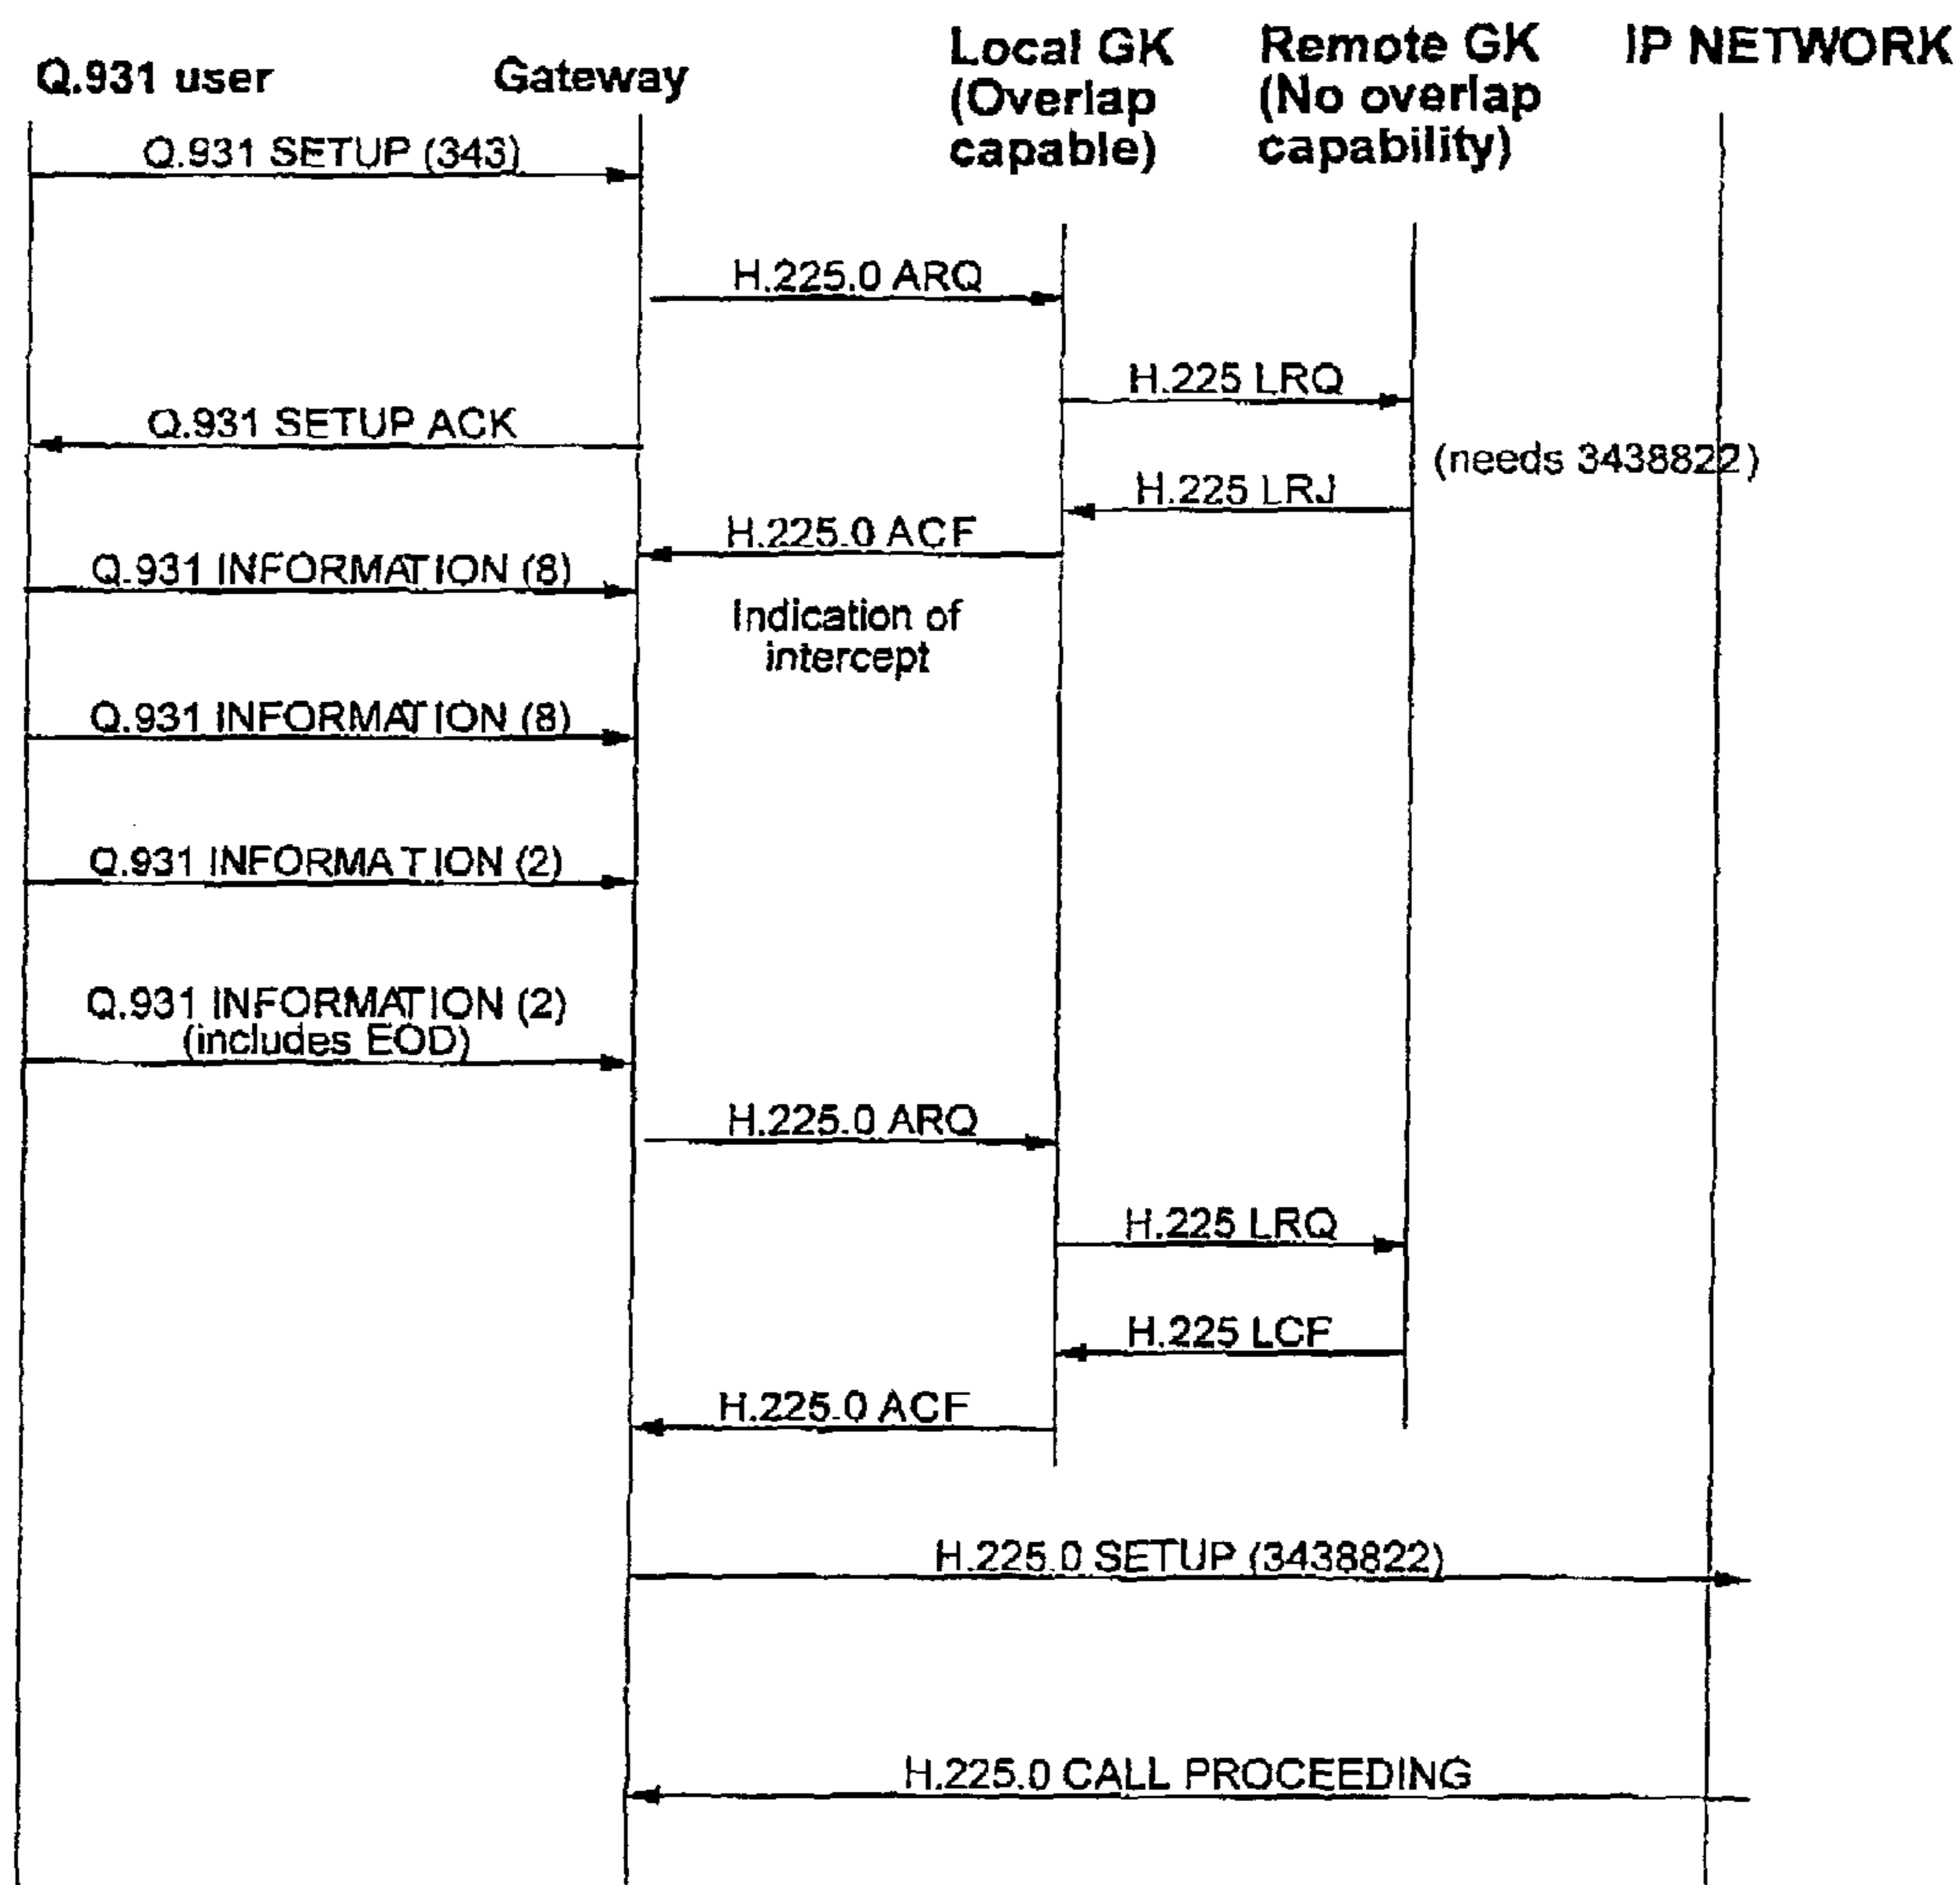 Q.931 user
Gateway
Local GK
(Overlap
capable)
Remote GK
(No overlap
capability)
IP NETWORK
Q.931 SETUP (343)
H.225.0 ARQ
H.225 LRQ
Q.931 SETUP ACK
(needs 3438822)
H.225 LRJ
H.225.0 ACF
Q.931 INFORMATION (8)
Indication of
intercept
Q.931 INFORMATION (8)
Q.931 INFORMATION (2)
Q.931 INFORMATION (2)
(includes EOD)
H.225.0 ARQ
H.225 LRQ
H.225 LCF
H.225.0 ACF
H.225.0 SETUP (3438822)
H.225.0 CALL PROCEEDING